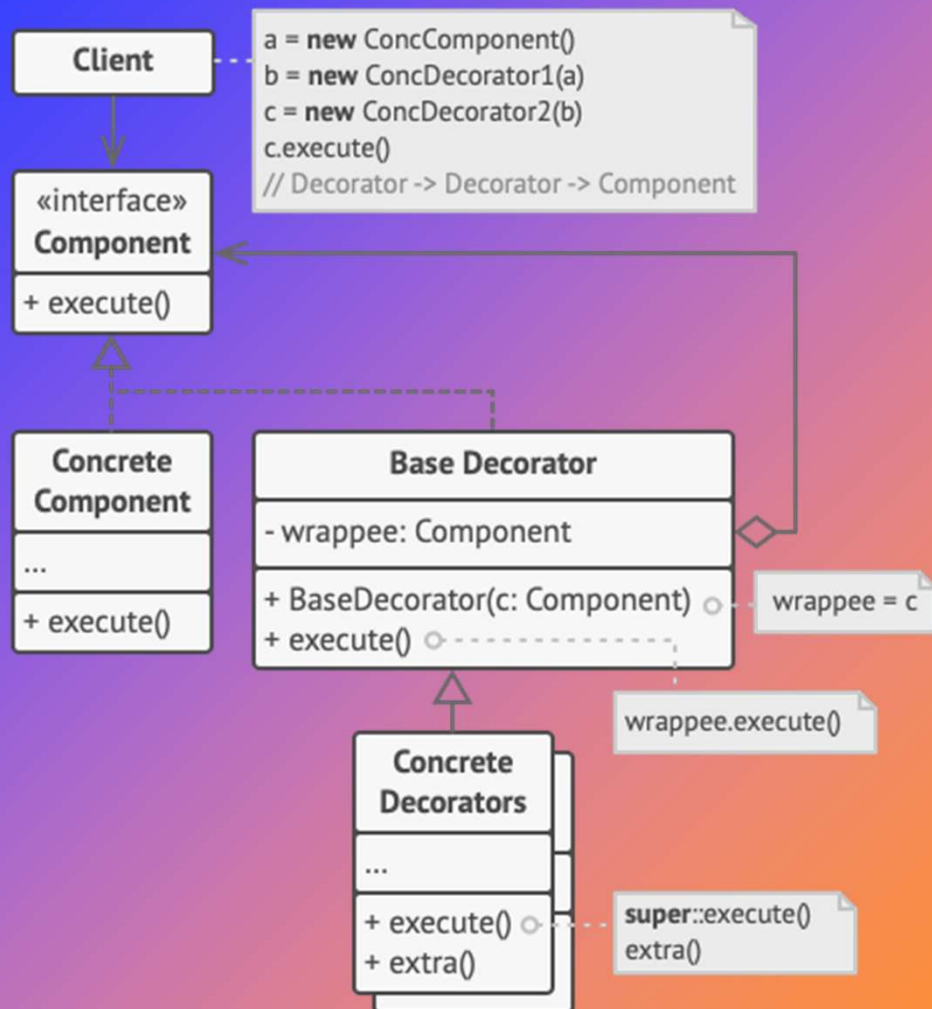 Client
a = new ConcComponent()
b = new ConcDecorator1(a)
c = new ConcDecorator2(b)
c.execute()
// Decorator -> Decorator -> Component
«interface»
Component
+ execute()
Concrete
Component
...
+ execute()
Base Decorator
- wrappee: Component
+ BaseDecorator(c: Component)
+ execute()
wrappee = c
wrappee.execute()
Concrete
Decorators
...
+ execute()
+ extra()
super::execute()
extra()